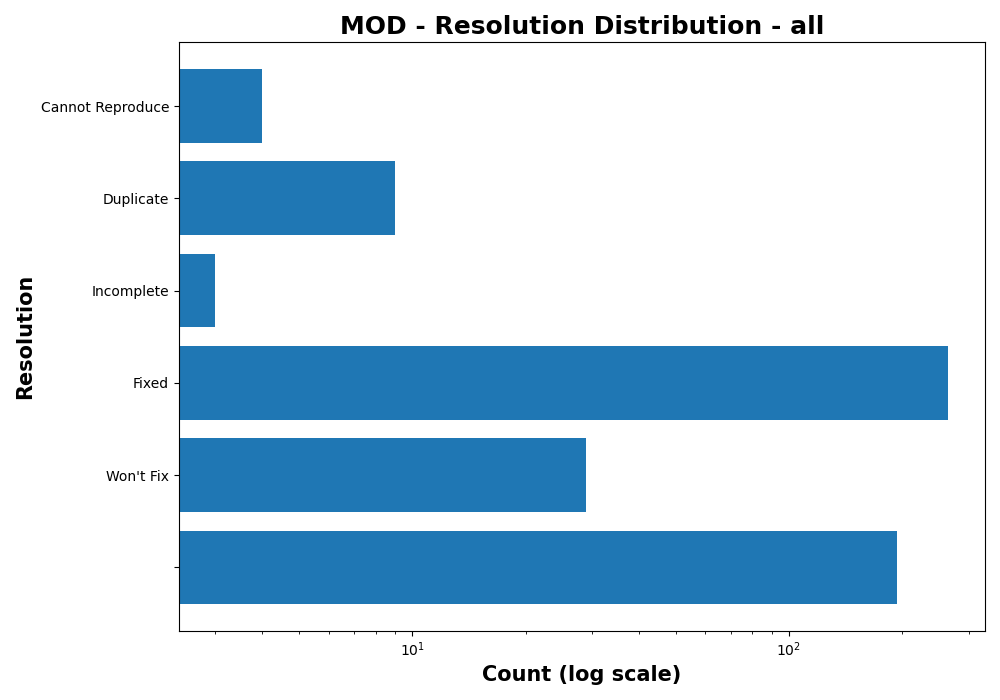 MOD - Resolution Distribution - all
Cannot Reproduce
Duplicate
Incomplete
Fixed
Won't Fix
Resolution
10¹
10²
Count (log scale)